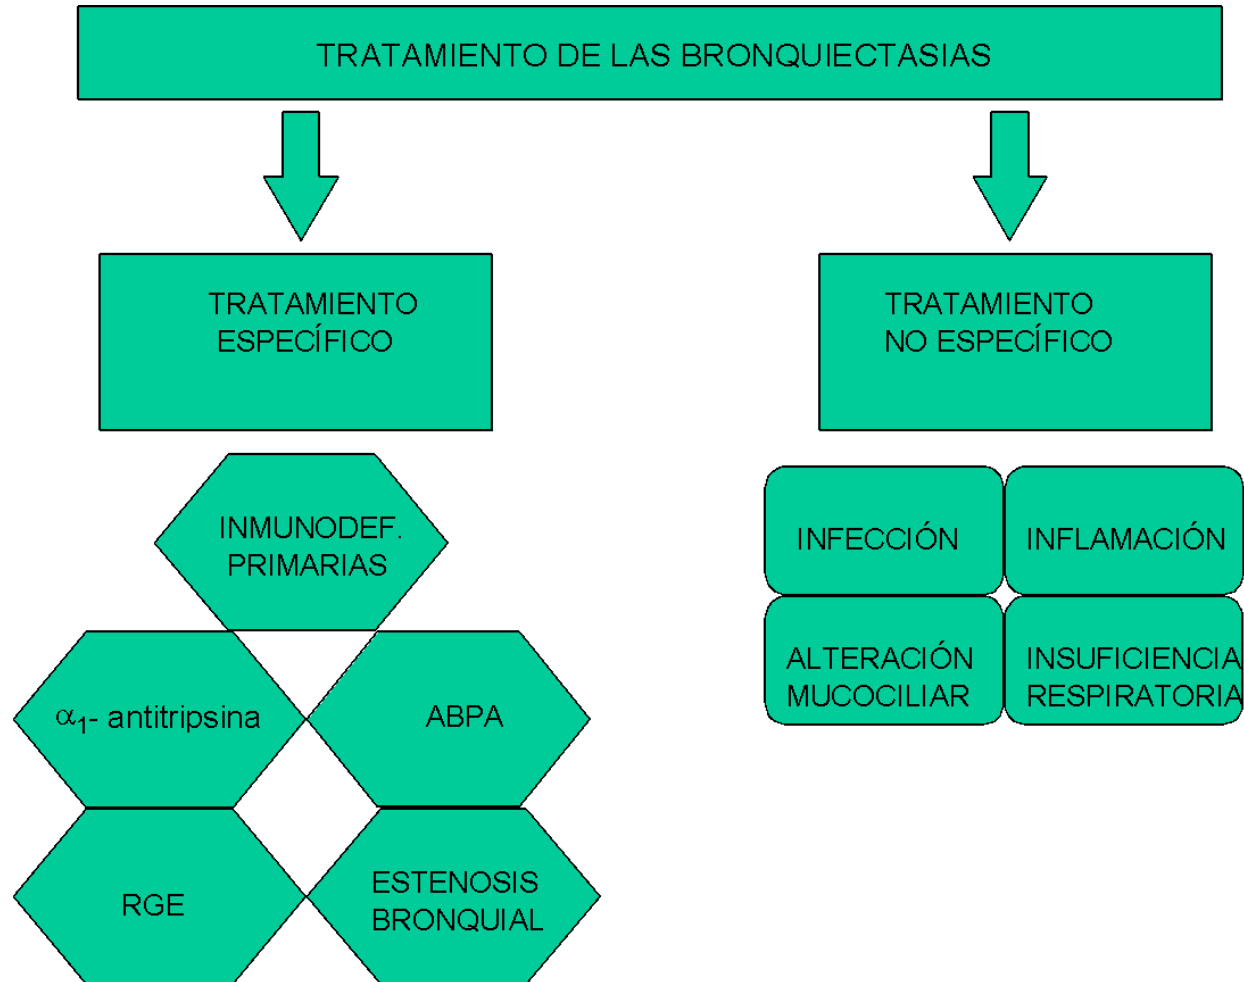 TRATAMIENTO DE LAS BRONQUIECTASIAS
TRATAMIENTO
ESPECÍFICO
TRATAMIENTO
NO ESPECÍFICO
INMUNODEF.
PRIMARIAS
α₁- antitripsina
ABPA
RGE
ESTENOSIS
BRONQUIAL
INFECCIÓN
INFLAMACIÓN
ALTERACIÓN
MUCOCILIAR
INSUFICIENCIA
RESPIRATORIA